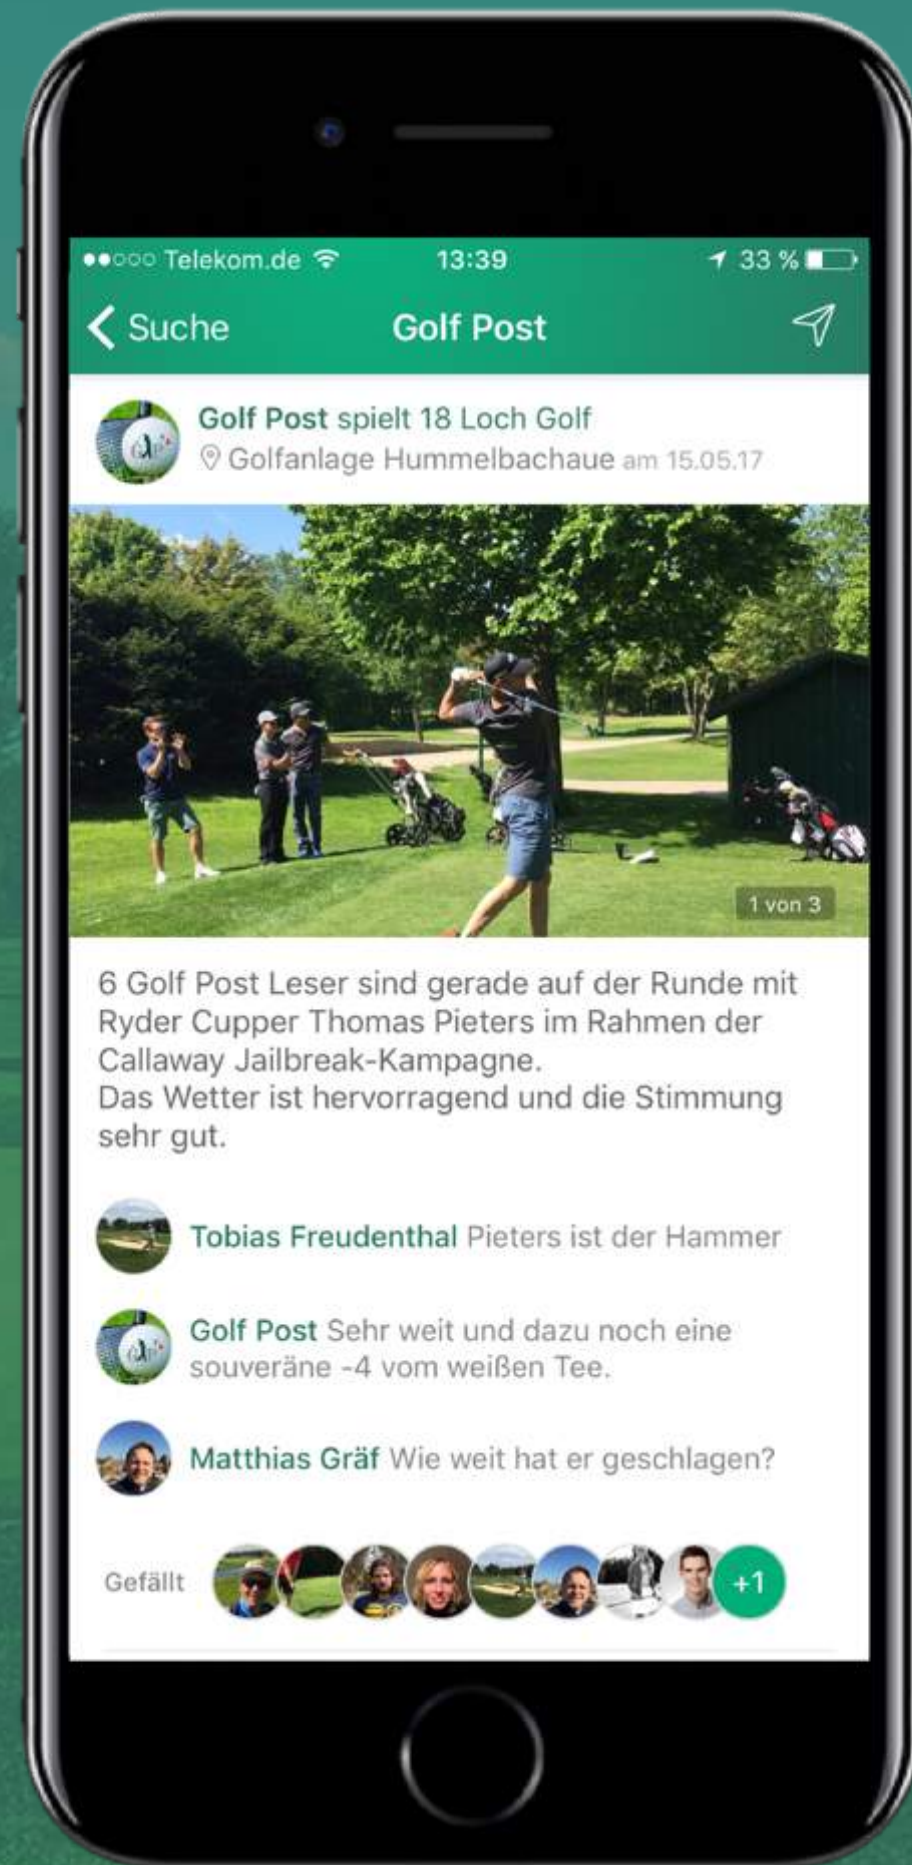 Telekom.de 13:39 33 %
Suche Golf Post
Golf Post spielt 18 Loch Golf
Golfanlage Hummelbachaue am 15.05.17
1 von 3
6 Golf Post Leser sind gerade auf der Runde mit
Ryder Cupper Thomas Pieters im Rahmen der
Callaway Jailbreak-Kampagne.
Das Wetter ist hervorragend und die Stimmung
sehr gut.
Tobias Freudenthal Pieters ist der Hammer
Golf Post Sehr weit und dazu noch eine
souveräne -4 vom weißen Tee.
Matthias Gräf Wie weit hat er geschlagen?
Gefällt +1